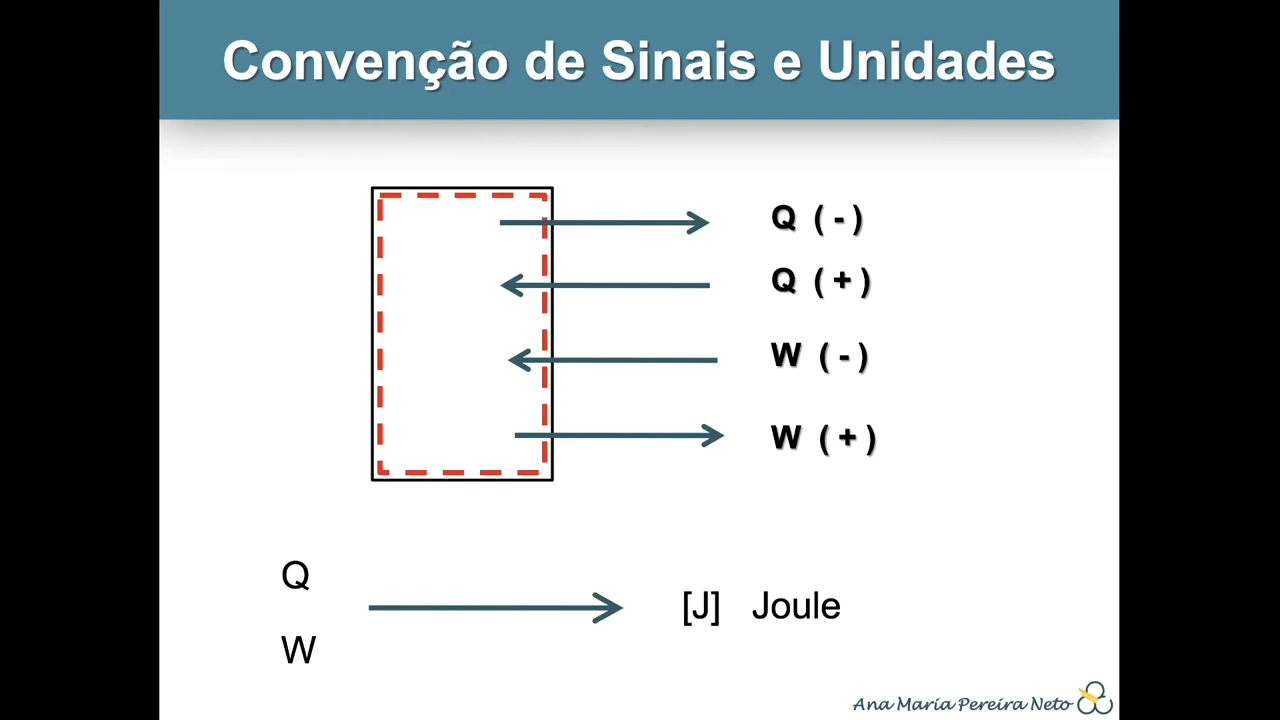 Convenção de Sinais e Unidades
Q ( - )
Q ( + )
W ( - )
W ( + )
Q
W
[J] Joule
Ana Maria Pereira Neto